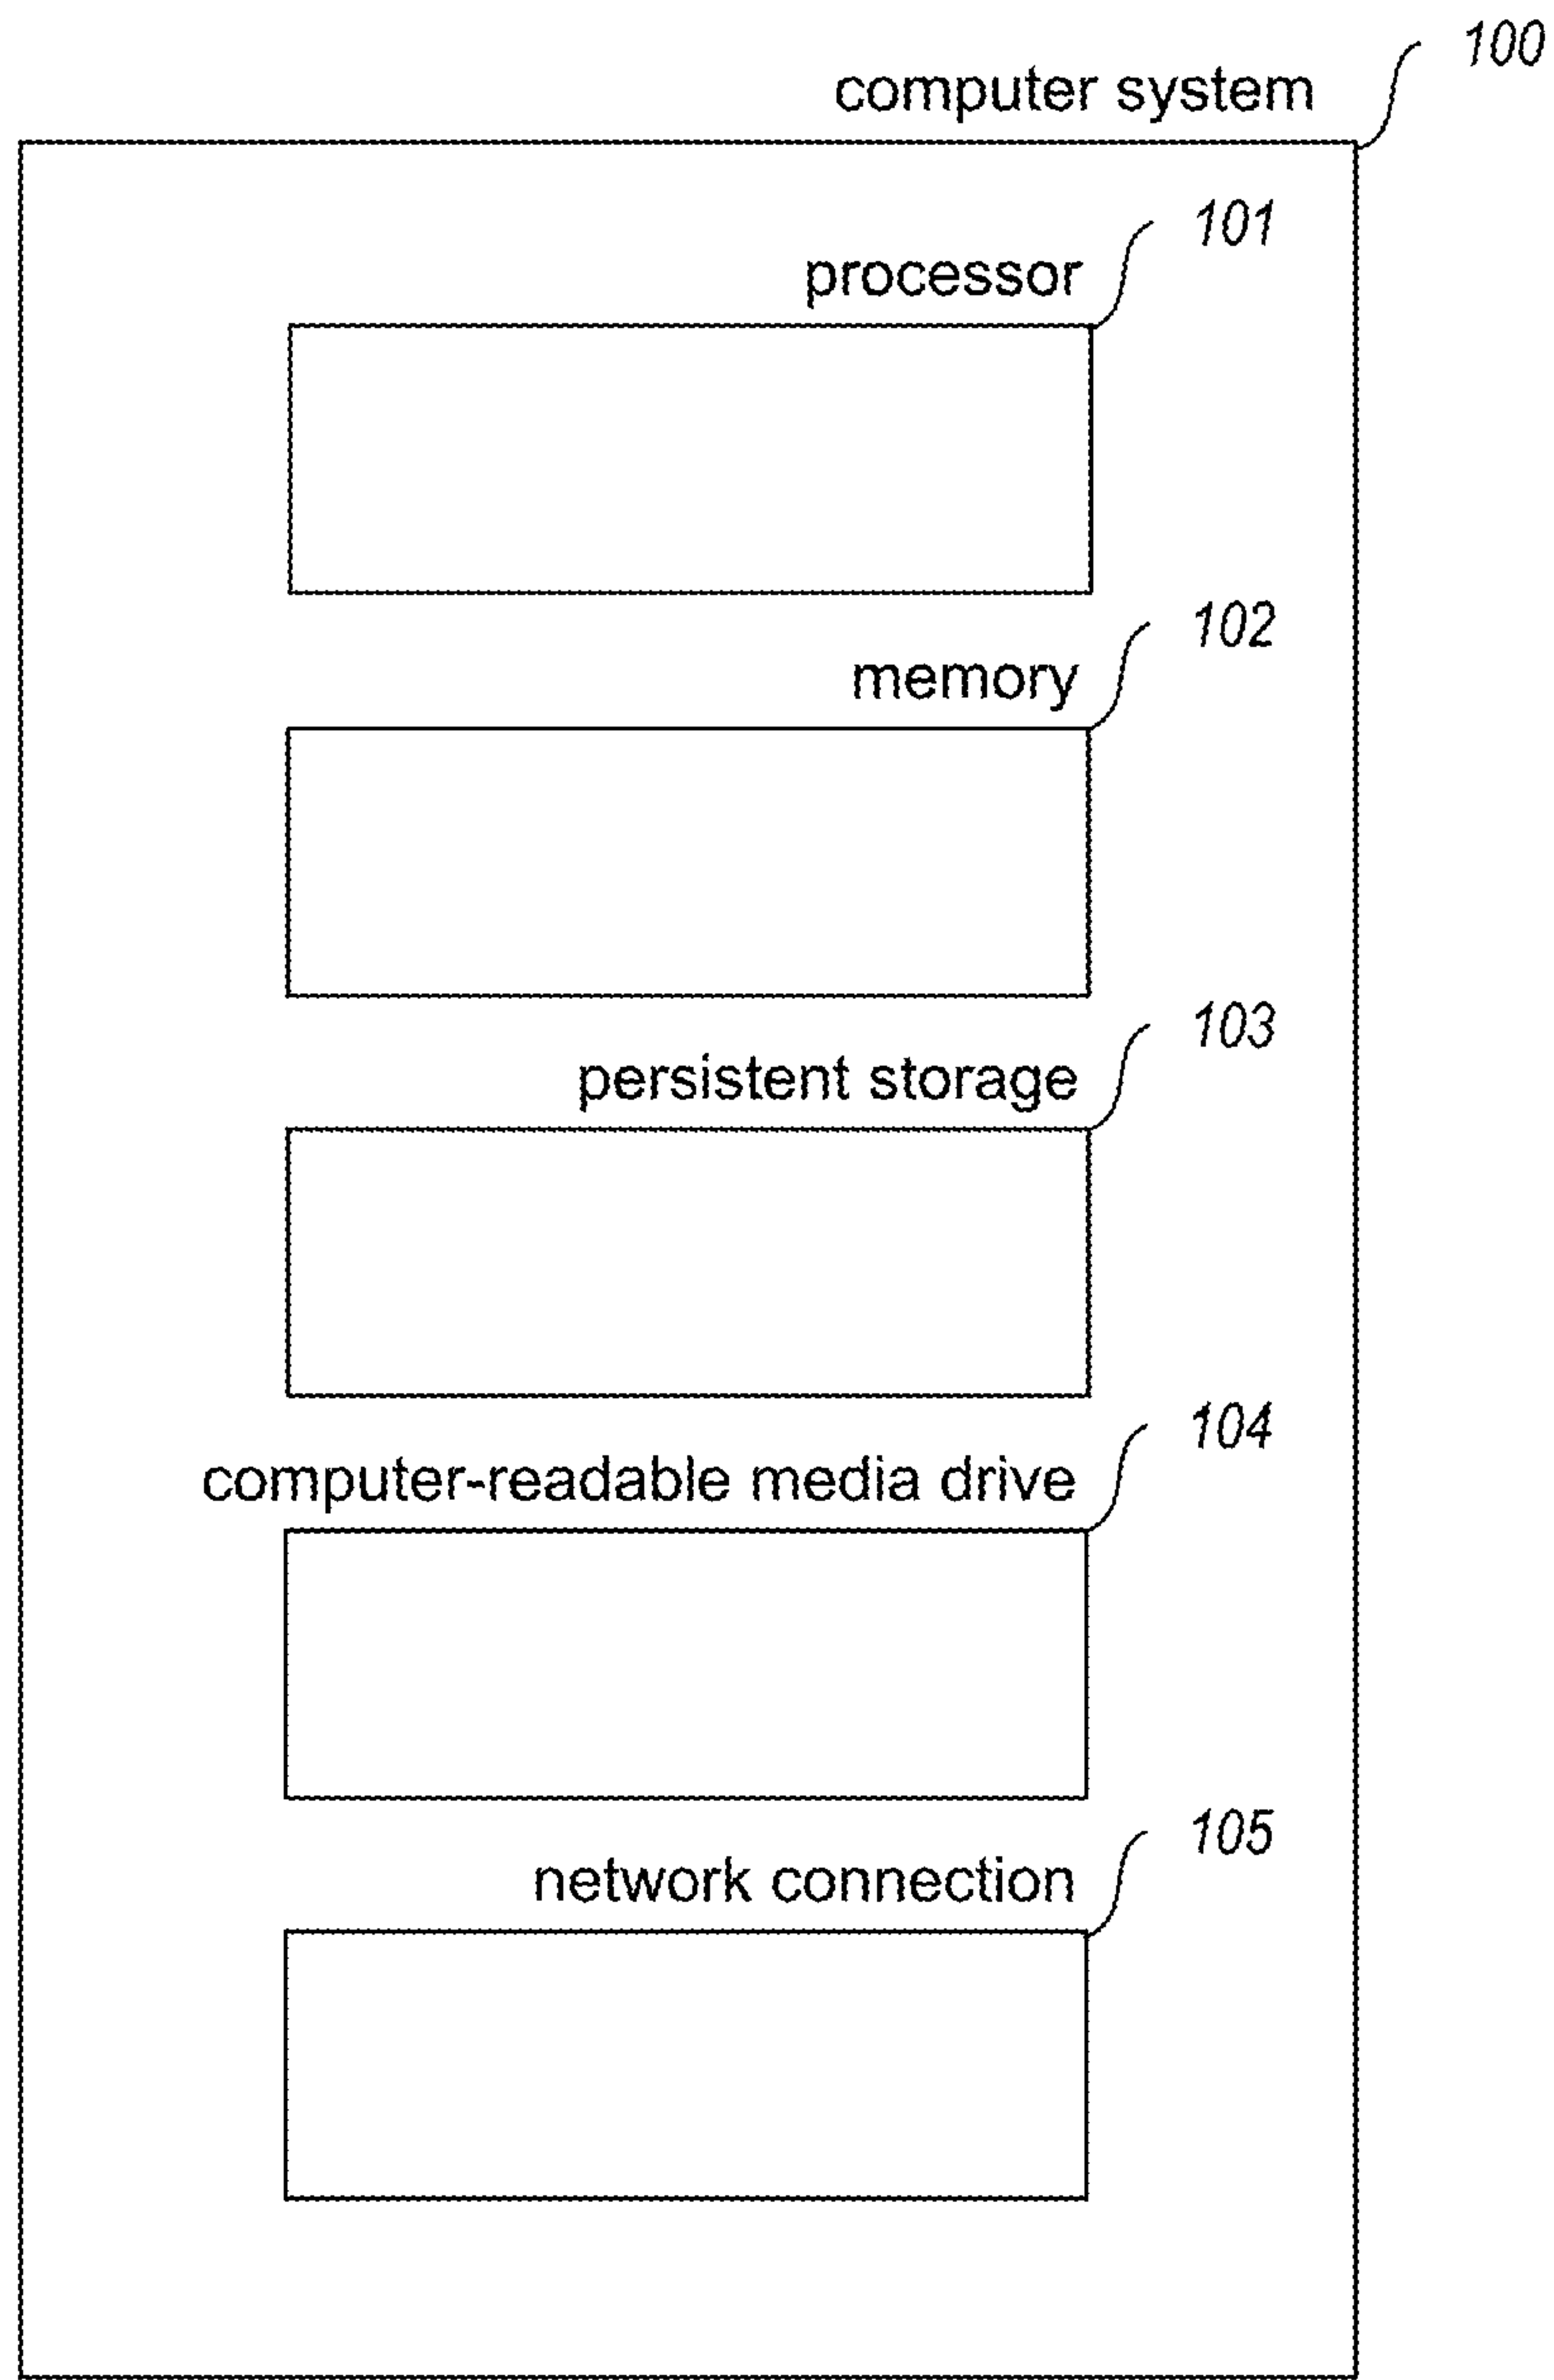 100
computer system
101
processor
102
memory
103
persistent storage
104
computer-readable media drive
105
network connection